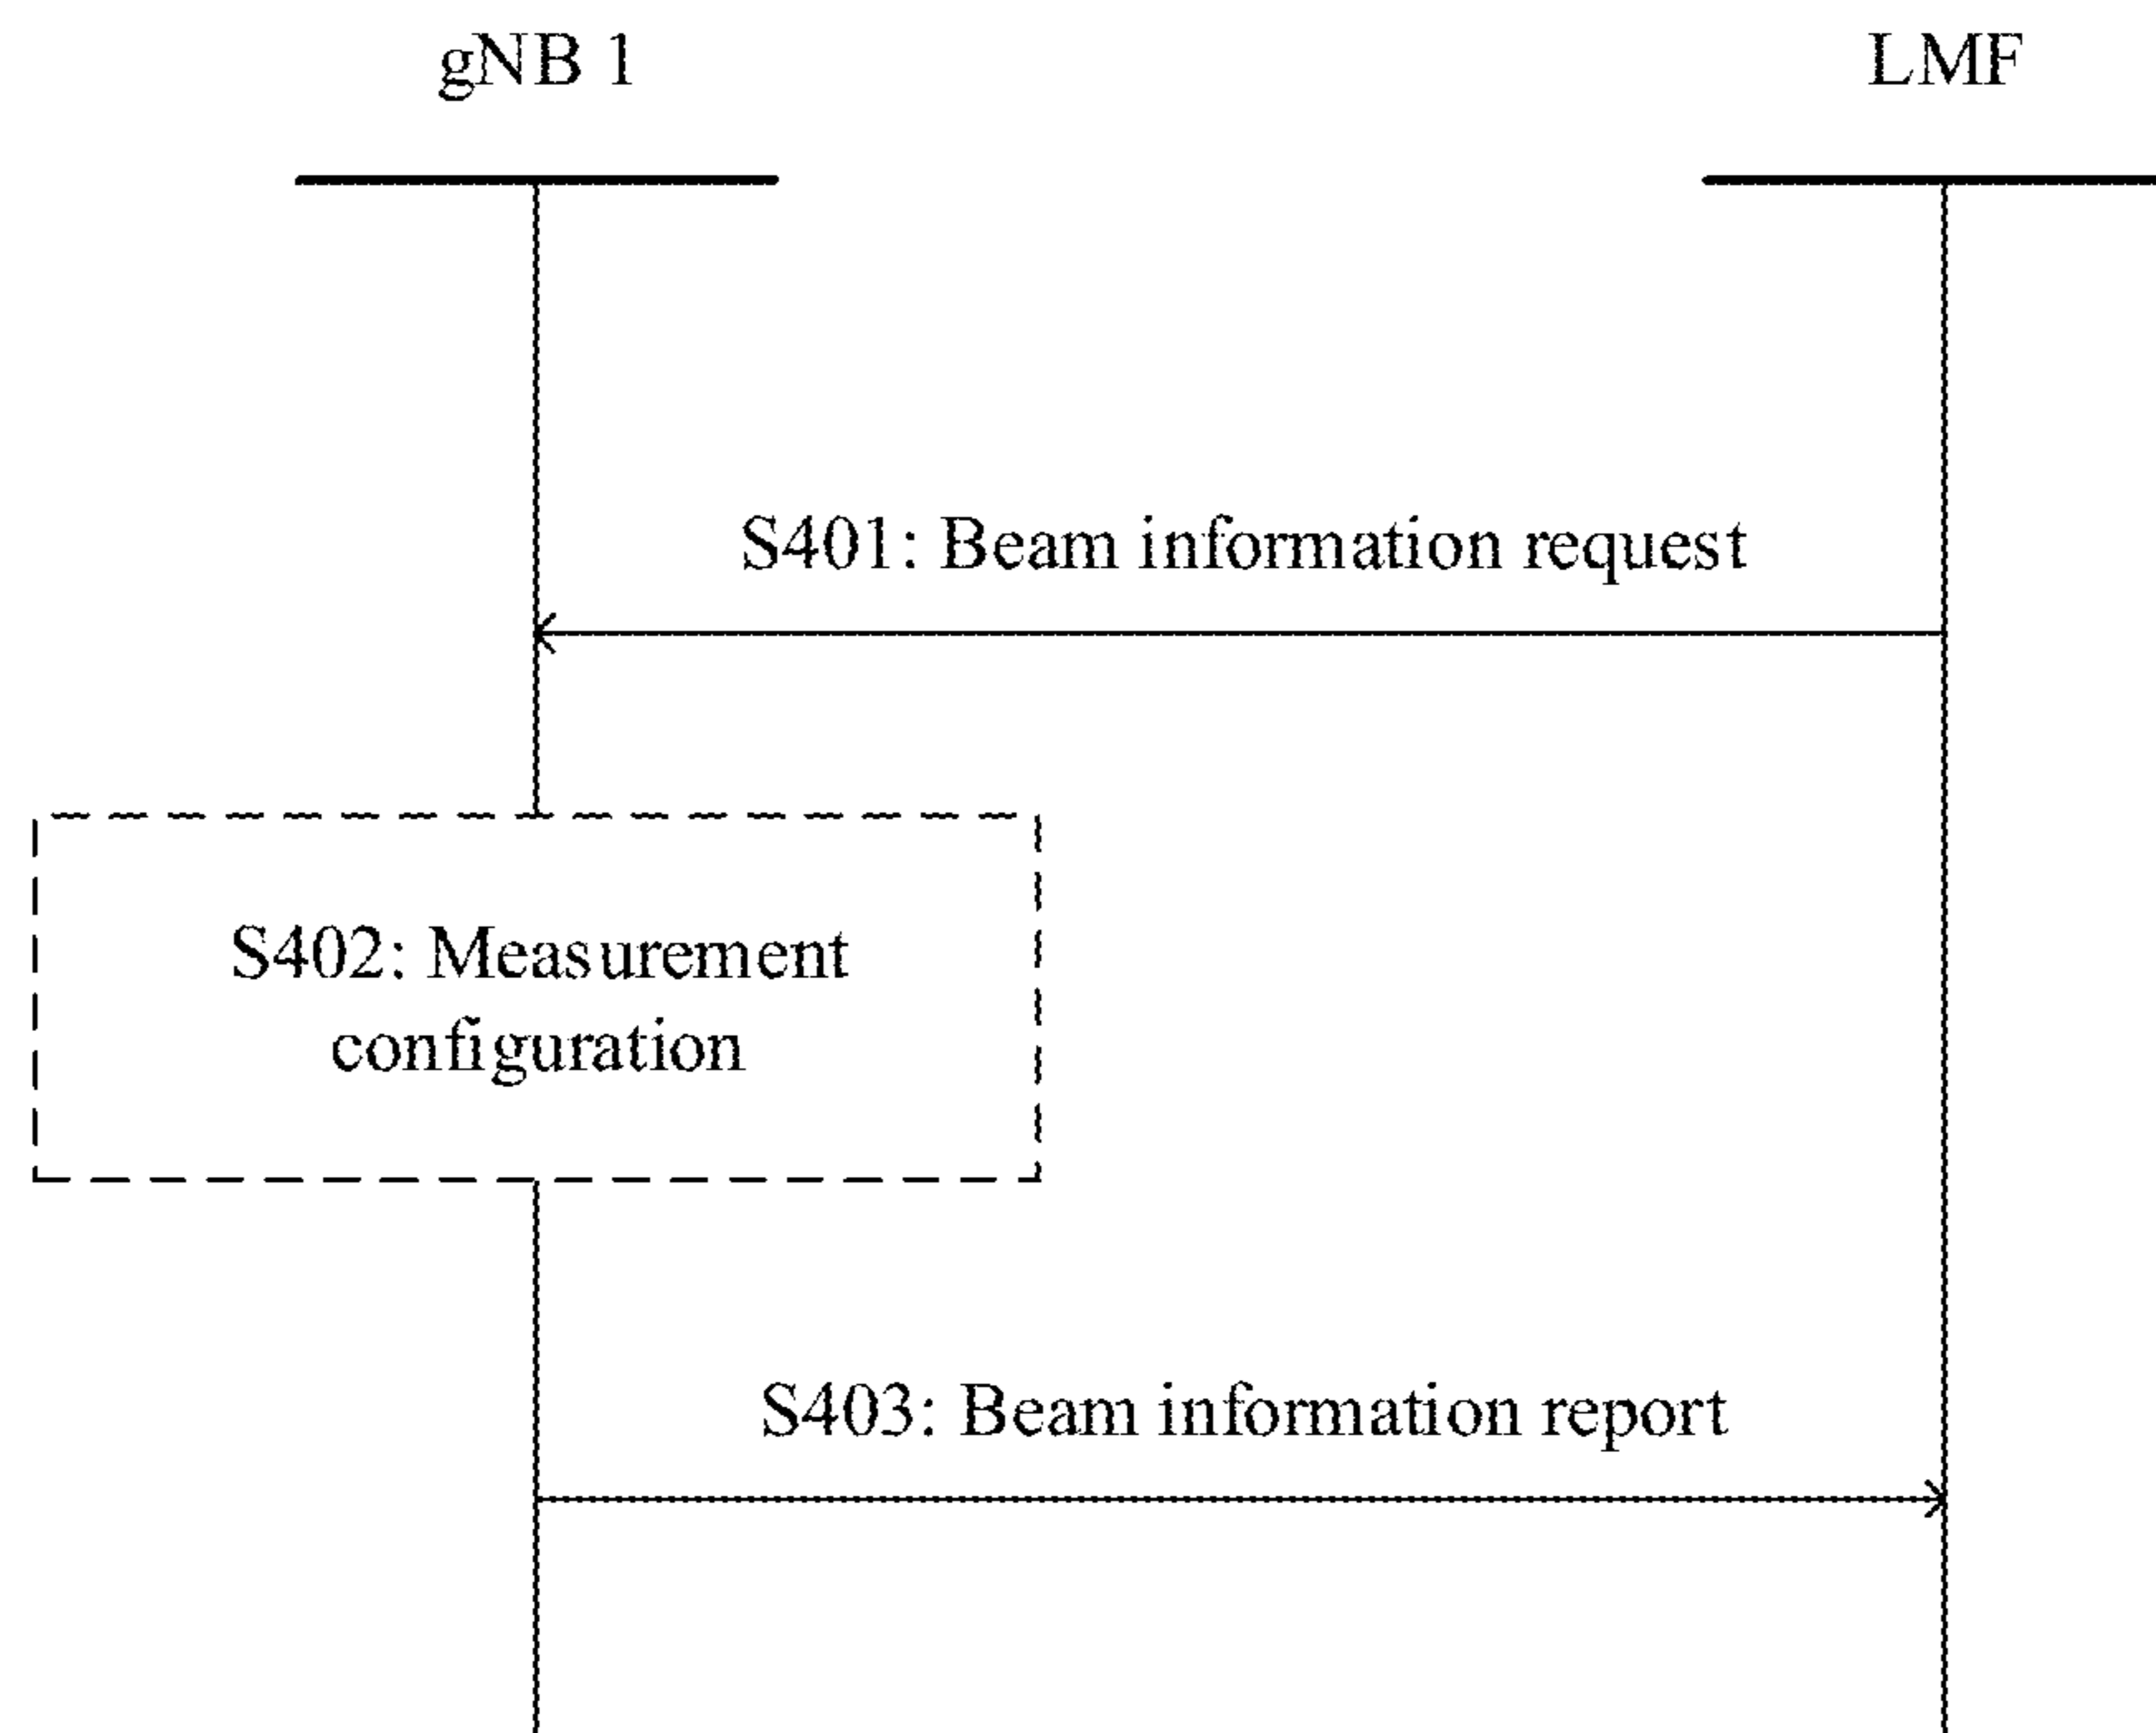 gNB 1
LMF
S401: Beam information request
S402: Measurement
configuration
S403: Beam information report